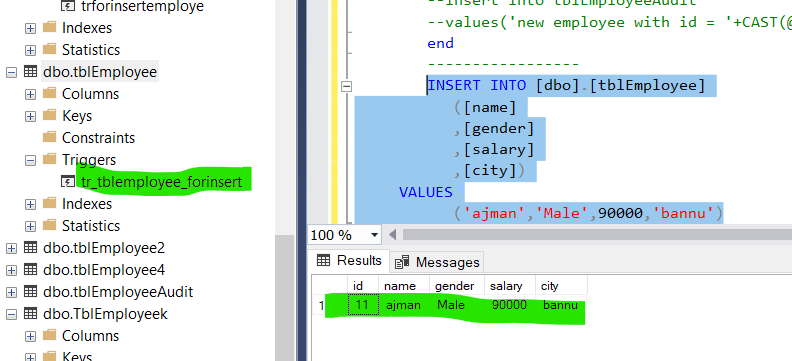 trforinsertemploye
Indexes
Statistics
dbo.tblEmployee
Columns
Keys
Constraints
Triggers
tr_tblemployee_forinsert
Indexes
Statistics
dbo.tblEmployee2
dbo.tblEmployee4
dbo.tblEmployeeAudit
dbo.TblEmployeek
Columns
Keys
--insert into tblEmployeeAudit
--values('new employee with id = '+CAST(@
end
-----------------
INSERT INTO [dbo].[tblEmployee]
([name]
,[gender]
,[salary]
,[city])
VALUES
('ajman','Male',90000,'bannu')
100 %
Results Messages
id name gender salary city
1 11 ajman Male 90000 bannu